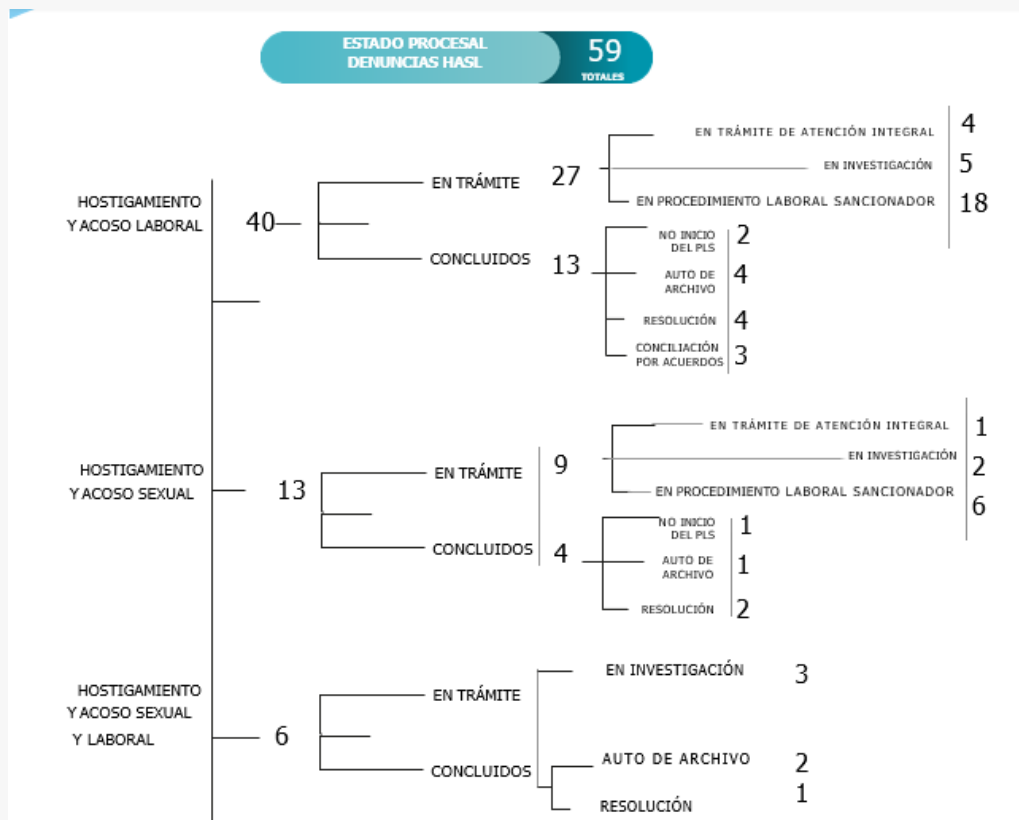 ESTADO PROCESAL
DENUNCIAS HASL
59
TOTALES
HOSTIGAMIENTO
Y ACOSO LABORAL
40
EN TRÁMITE
27
EN TRÁMITE DE ATENCIÓN INTEGRAL
4
EN INVESTIGACIÓN
5
EN PROCEDIMIENTO LABORAL SANCIONADOR
18
CONCLUIDOS
13
NO INICIO
DEL PLS
2
AUTO DE
ARCHIVO
4
RESOLUCIÓN
4
CONCILIACIÓN
POR ACUERDOS
3
HOSTIGAMIENTO
Y ACOSO SEXUAL
13
EN TRÁMITE
9
EN TRÁMITE DE ATENCIÓN INTEGRAL
1
EN INVESTIGACIÓN
2
EN PROCEDIMIENTO LABORAL SANCIONADOR
6
CONCLUIDOS
4
NO INICIO
DEL PLS
1
AUTO DE
ARCHIVO
1
RESOLUCIÓN
2
HOSTIGAMIENTO
Y ACOSO SEXUAL
Y LABORAL
6
EN TRÁMITE
EN INVESTIGACIÓN
3
CONCLUIDOS
AUTO DE ARCHIVO
2
RESOLUCIÓN
1